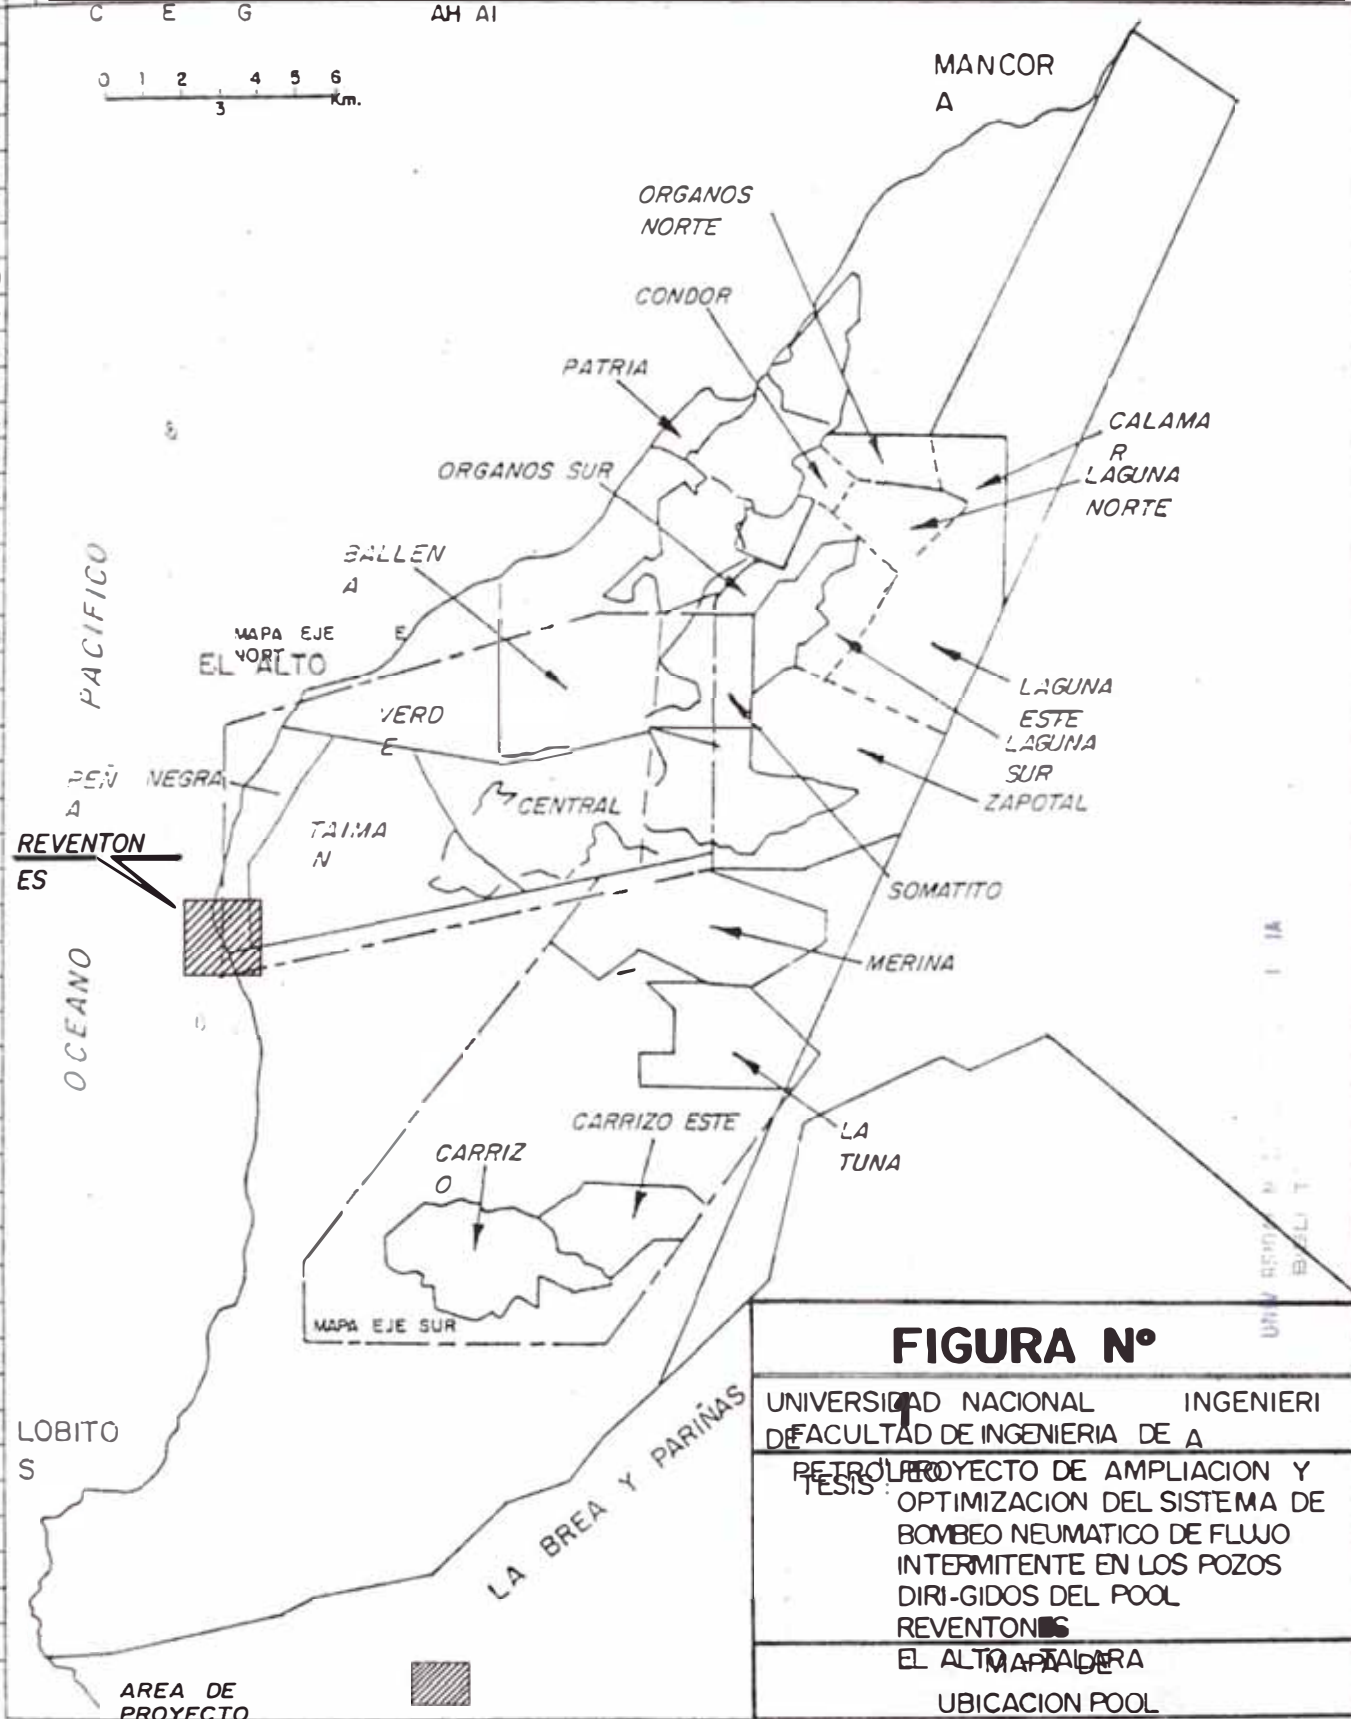 C E G AH AI
0 1 2 3 4 5 6
Km.
MANCOR
A
ORGANOS
NORTE
CONDOR
PATRIA
ORGANOS SUR
CALAMA
R
LAGUNA
NORTE
BALLEN
A
PACIFICO
MAPA EJE
NORT E
EL ALTO
VERD
E
PEÑ NEGRA
A
CENTRAL
TAIMA
N
REVENTON
ES
LAGUNA
ESTE
LAGUNA
SUR
ZAPOTAL
SOMATITO
MERINA
OCEANO
LA
TUNA
CARRIZO ESTE
CARRIZ
O
MAPA EJE SUR
LOBITO
S
LA BREA Y PARIÑAS
AREA DE
PROYECTO
FIGURA Nº
1
UNIVERSIDAD NACIONAL INGENIERI
DE A
FACULTAD DE INGENIERIA DE
PETROLEO
TESIS : "PROYECTO DE AMPLIACION Y
OPTIMIZACION DEL SISTEMA DE
BOMBEO NEUMATICO DE FLUJO
INTERMITENTE EN LOS POZOS
DIRI-GIDOS DEL POOL
REVENTONES
EL ALTO - TALARA
MAPA DE
UBICACION POOL